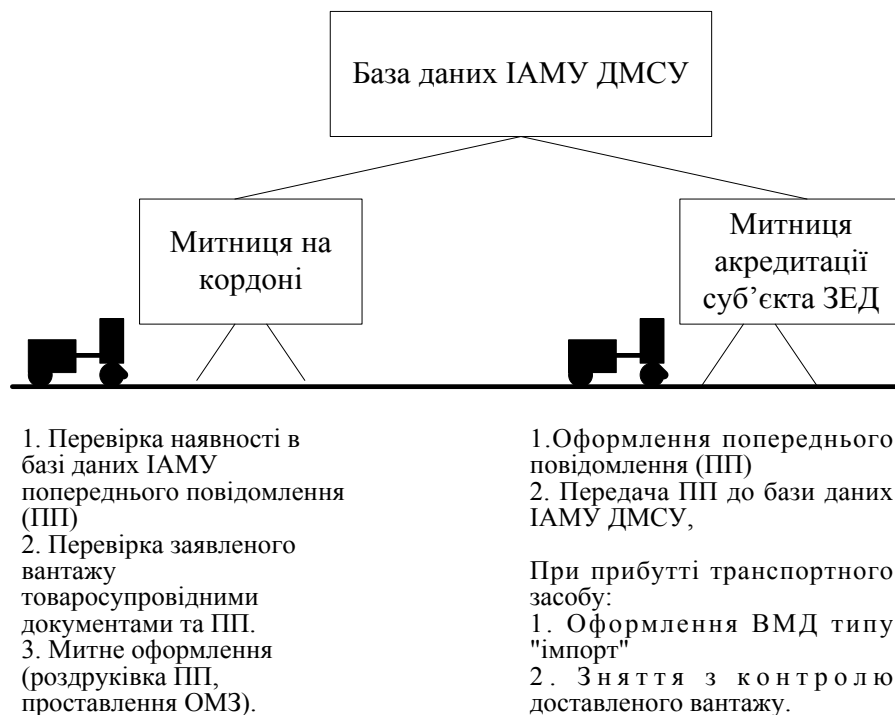 База даних ІАМУ ДМСУ
Митниця на
кордоні
Митниця
акредитації
суб’єкта ЗЕД
1. Перевірка наявності в
базі даних ІАМУ
попереднього повідомлення
(ПП)
2. Перевірка заявленого
вантажу
товаросупровідними
документами та ПП.
3. Митне оформлення
(роздруківка ПП,
проставлення ОМЗ).
1.Оформлення попереднього
повідомлення (ПП)
2. Передача ПП до бази даних
ІАМУ ДМСУ,
При прибутті транспортного
засобу:
1. Оформлення ВМД типу
"імпорт"
2. Зняття з контролю
доставленого вантажу.